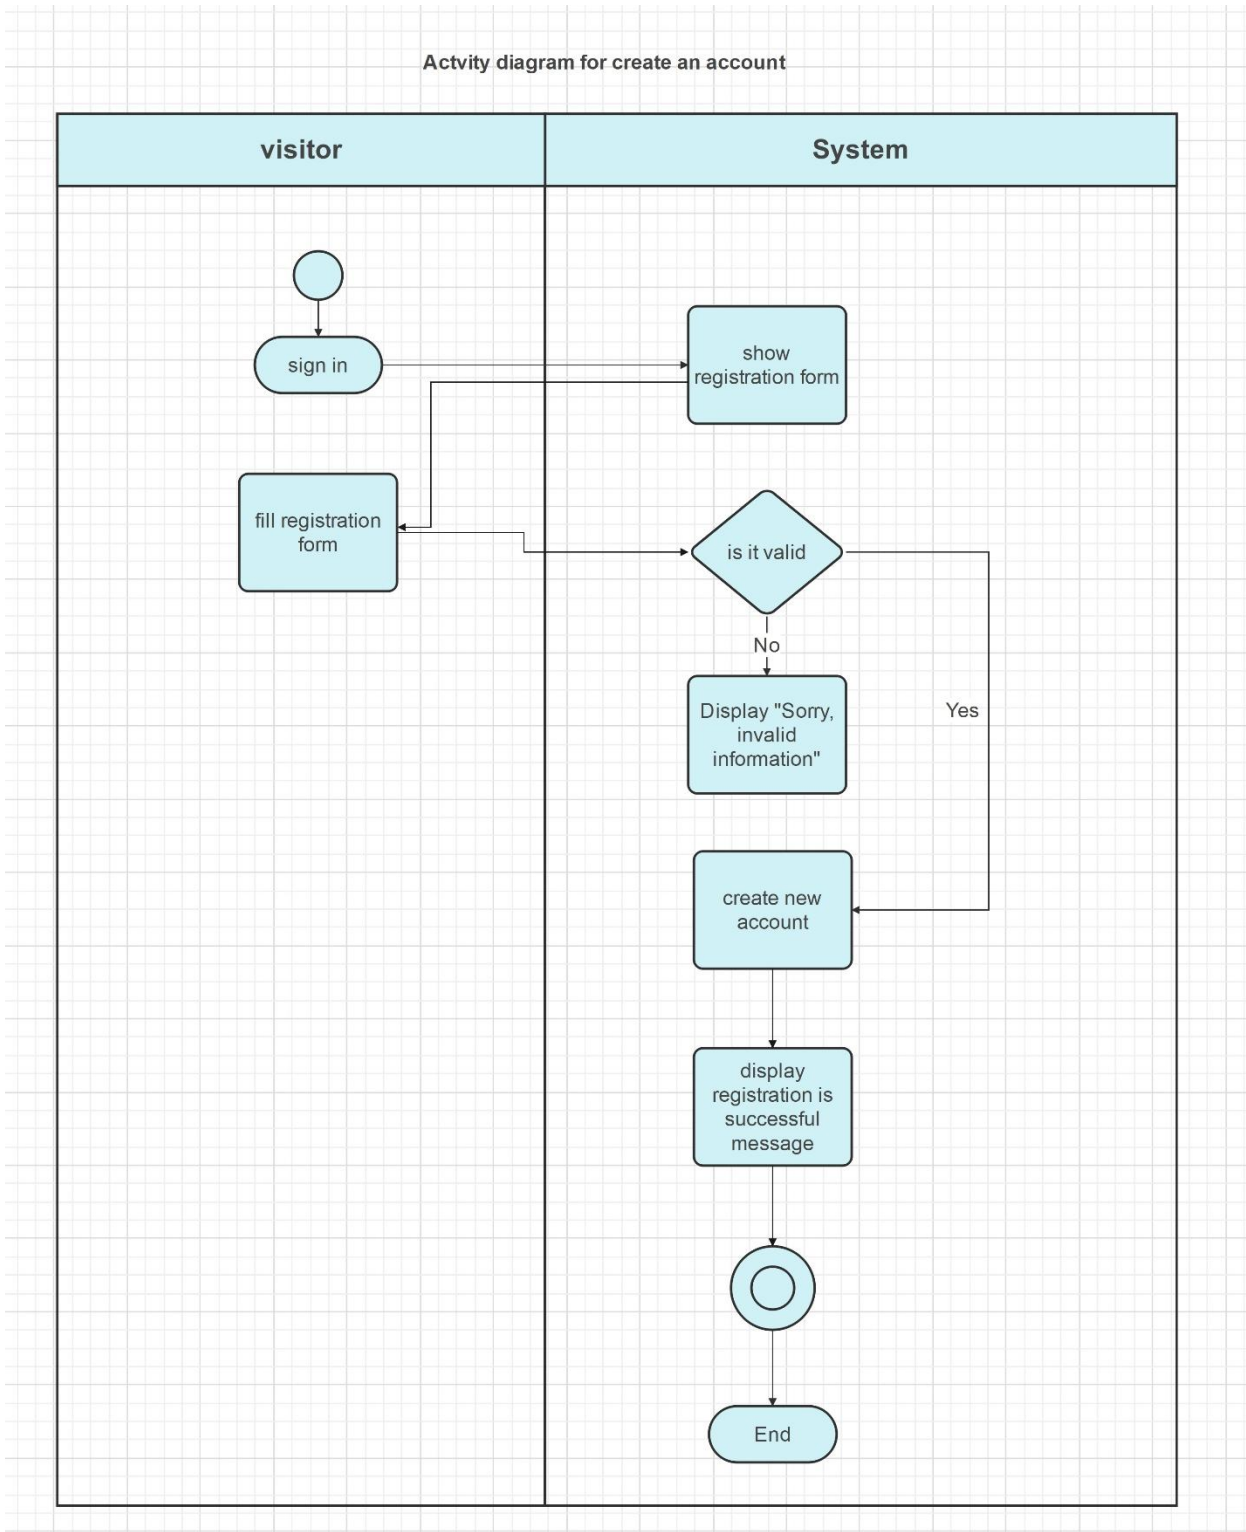 Actvity diagram for create an account
visitor
System
sign in
show
registration form
fill registration
form
is it valid
No
Display "Sorry,
invalid
information"
Yes
create new
account
display
registration is
successful
message
End